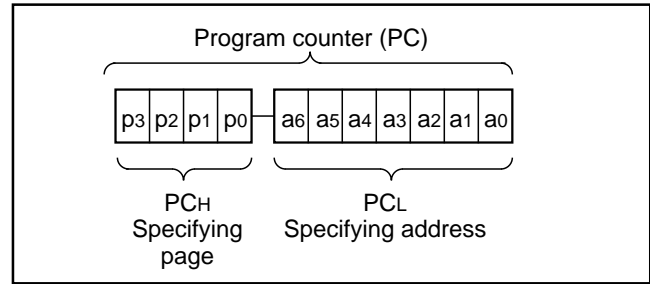 Program counter (PC)
p3 p2 p1 p0 a6 a5 a4 a3 a2 a1 a0
PCH PCL
Specifying Specifying address
page